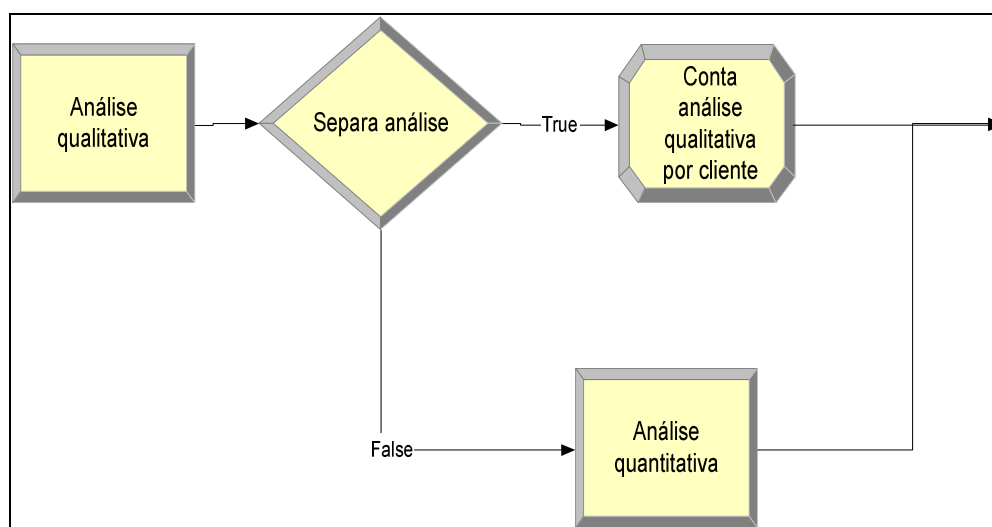 Análise
qualitativa
Separa análise
True
Conta
análise
qualitativa
por cliente
False
Análise
quantitativa